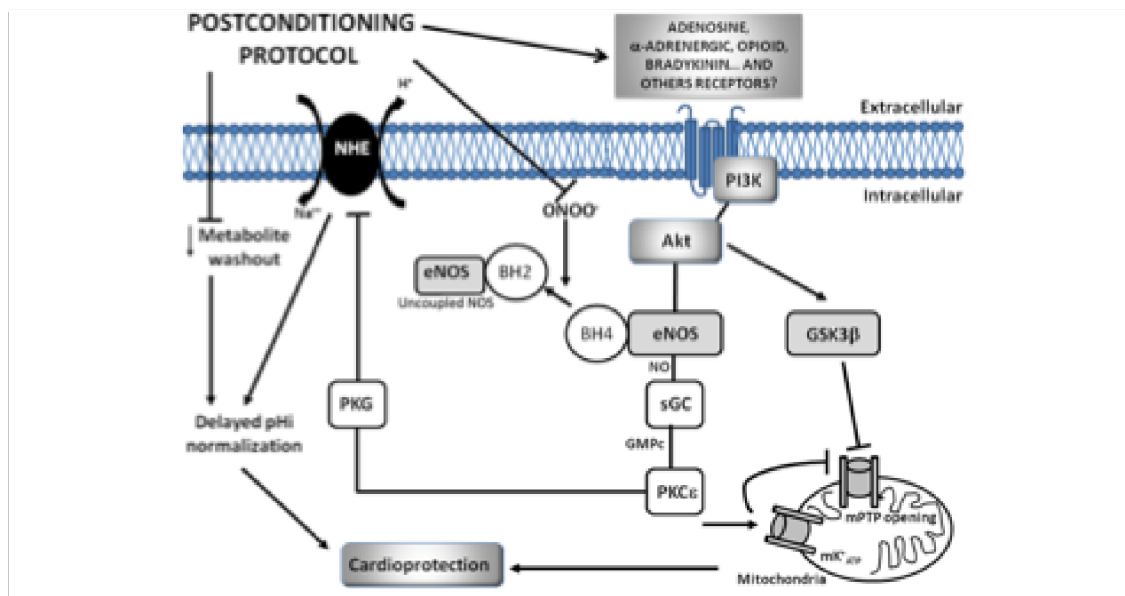 POSTCONDITIONING
PROTOCOL
ADENOSINE,
α-ADRENERGIC, OPIOID,
BRADYKININ... AND
OTHERS RECEPTORS?
H⁺
Extracellular
NHE
PI3K
Intracellular
Na⁺
ONOO⁻
Metabolite
washout
Akt
eNOS
BH2
Uncoupled NOS
BH4
eNOS
GSK3β
NO
PKG
sGC
Delayed pHi
normalization
GMPc
PKCε
mPTP opening
mK⁺ATP
Cardioprotection
Mitochondria